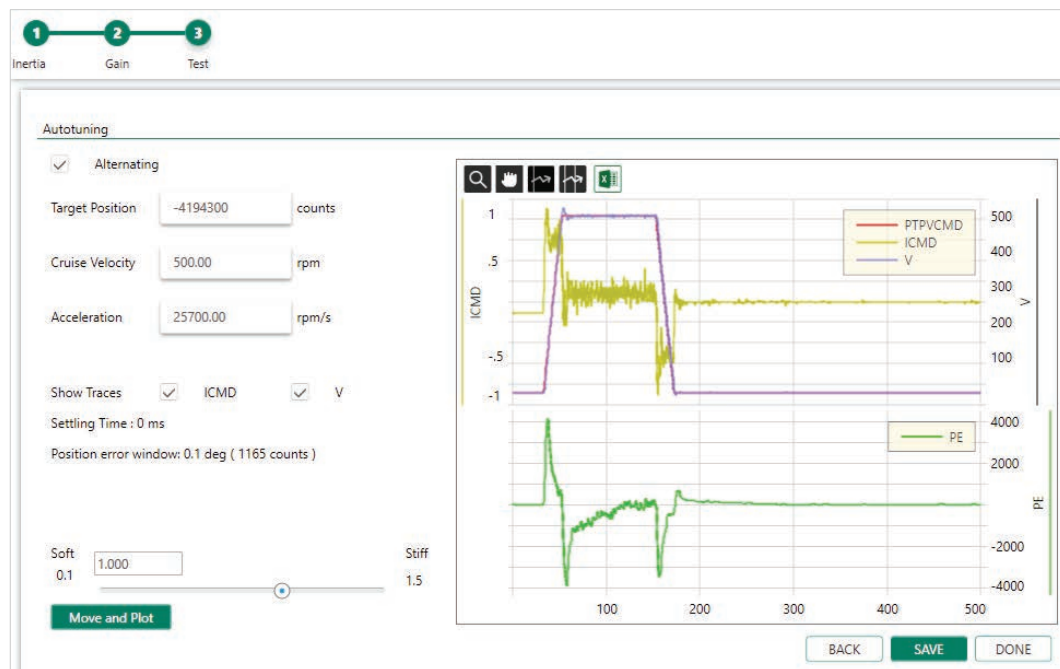 1 2 3
Inertia Gain Test
Autotuning
Alternating
Target Position -4194300 counts
Cruise Velocity 500.00 rpm
Acceleration 25700.00 rpm/s
Show Traces ICMD V
Settling Time : 0 ms
Position error window: 0.1 deg ( 1165 counts )
Soft 1.000 Stiff
0.1 1.5
Move and Plot
1
.5
-.5
-1
ICMD
PTPVCMD
ICMD
V
500
400
300
200
100
V
PE
4000
2000
-2000
-4000
PE
100 200 300 400 500
BACK SAVE DONE